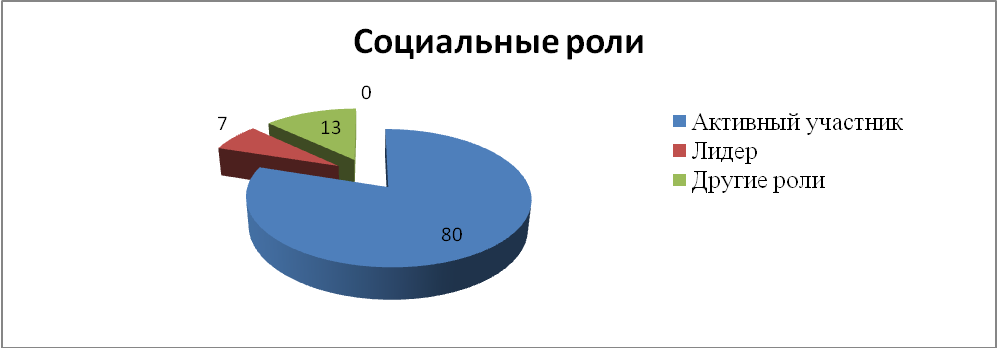 Социальные роли
0
7
13
80
Активный участник
Лидер
Другие роли